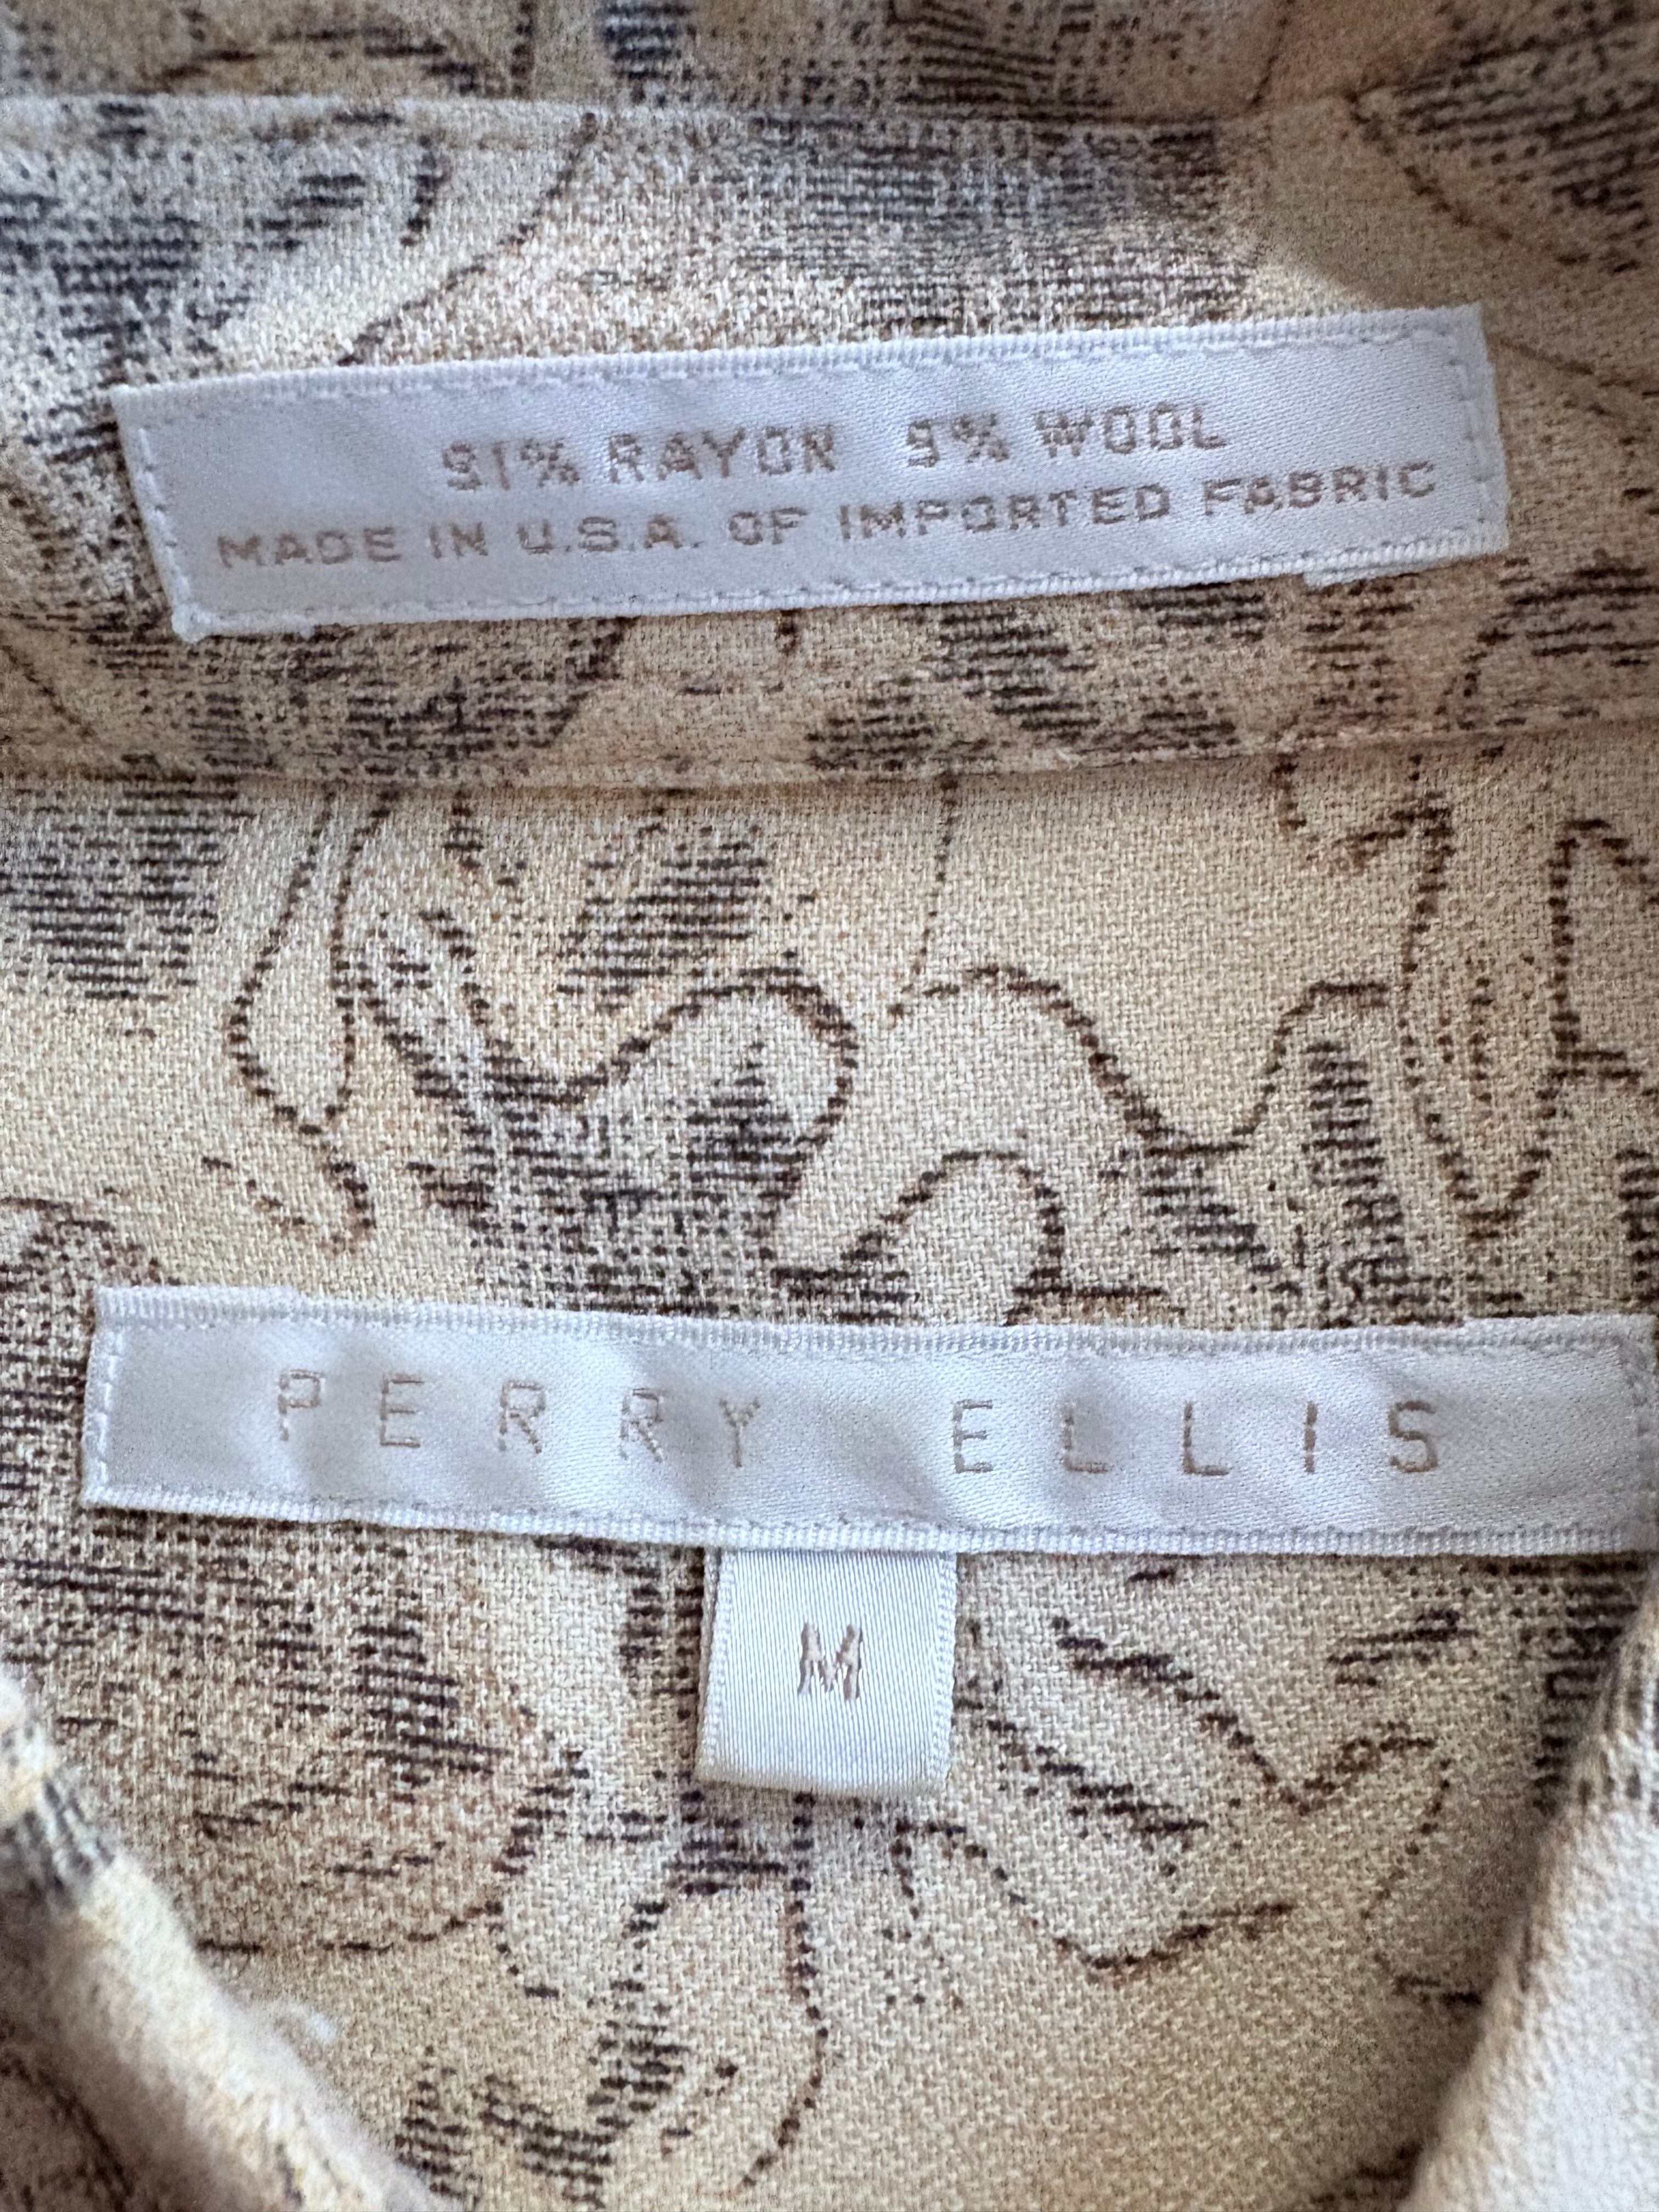 91% RAYON 9% WOOL
MADE IN U.S.A. OF IMPORTED FABRIC
PERRY ELLIS
M